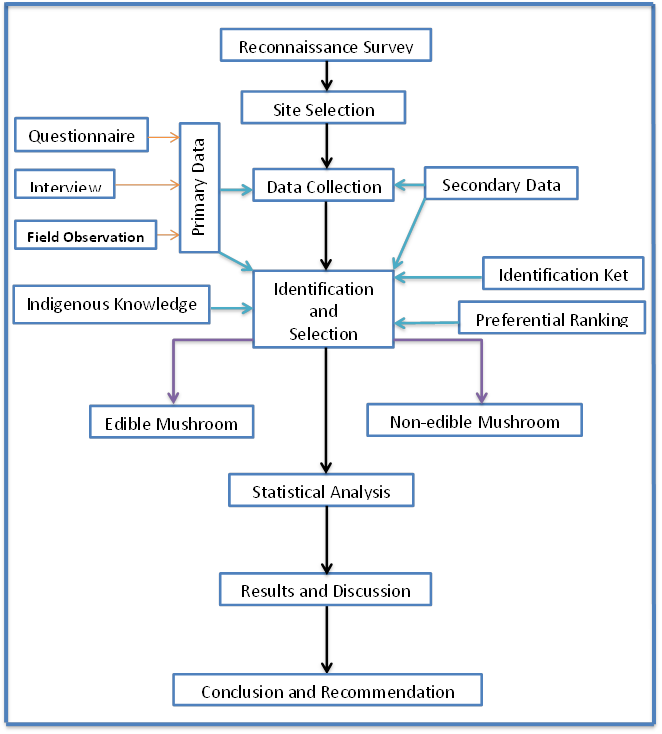 Reconnaissance Survey
Site Selection
Questionnaire
Interview
Field Observation
Primary Data
Data Collection
Secondary Data
Identification
and
Selection
Identification Ket
Indigenous Knowledge
Preferential Ranking
Edible Mushroom
Non-edible Mushroom
Statistical Analysis
Results and Discussion
Conclusion and Recommendation